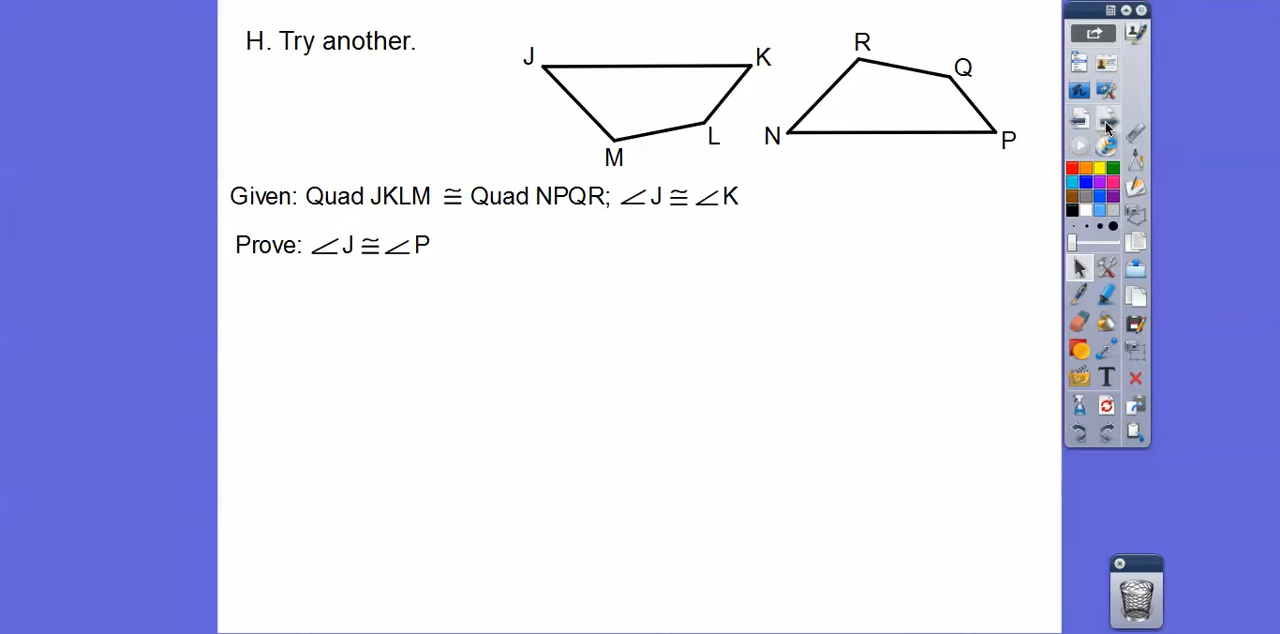 H. Try another.
J
K
L
M
R
Q
N
P
Given: Quad JKLM ≅ Quad NPQR; ∠J ≅ ∠K
Prove: ∠J ≅ ∠P
T